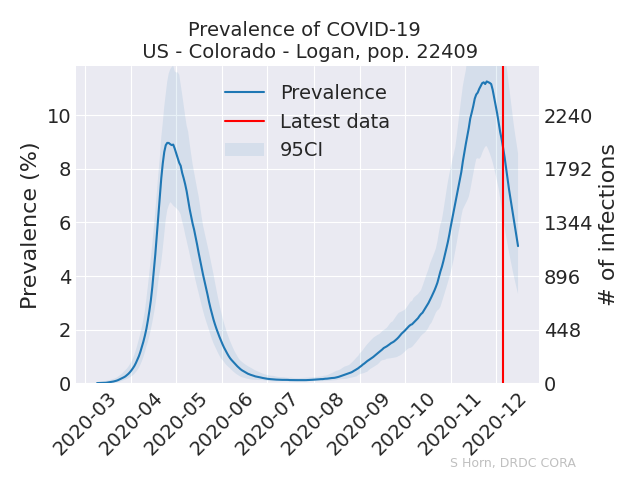 Prevalence of COVID-19
US - Colorado - Logan, pop. 22409
Prevalence
Latest data
95CI
Prevalence (%)
10
8
6
4
2
0
2240
1792
1344
896
448
0
# of infections
2020-03
2020-04
2020-05
2020-06
2020-07
2020-08
2020-09
2020-10
2020-11
2020-12
S Horn, DRDC CORA